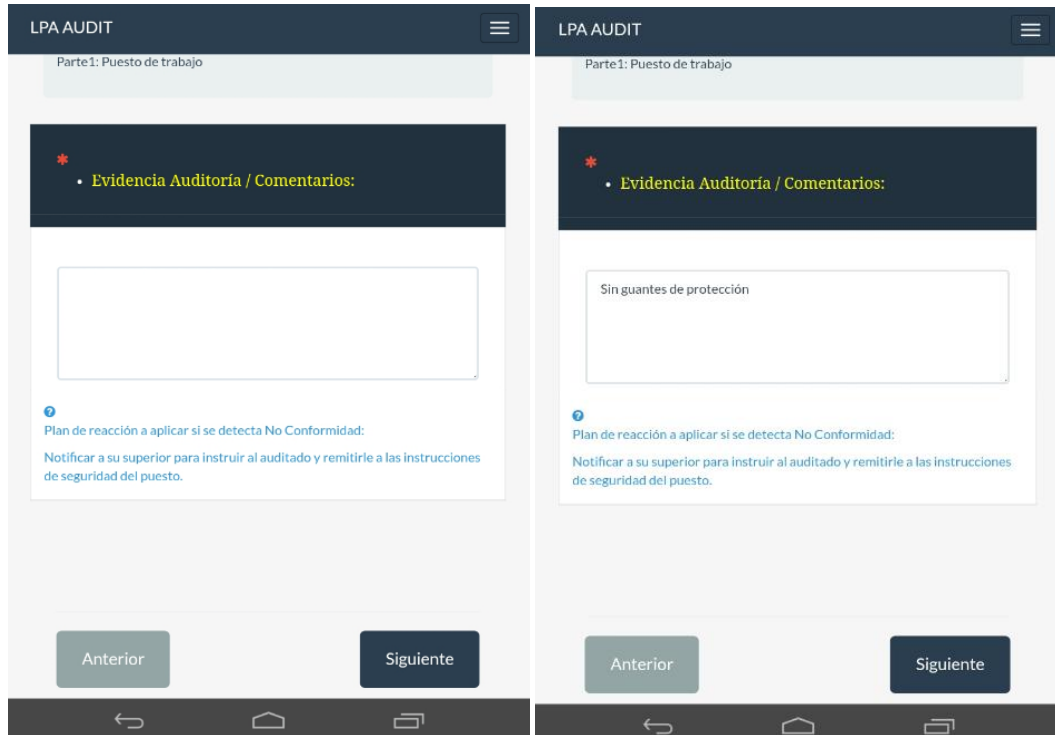 LPA AUDIT
Parte1: Puesto de trabajo
* 
• Evidencia Auditoría / Comentarios:
Plan de reacción a aplicar si se detecta No Conformidad:
Notificar a su superior para instruir al auditado y remitirle a las instrucciones
de seguridad del puesto.
Anterior
Siguiente
LPA AUDIT
Parte1: Puesto de trabajo
* 
• Evidencia Auditoría / Comentarios:
Sin guantes de protección
Plan de reacción a aplicar si se detecta No Conformidad:
Notificar a su superior para instruir al auditado y remitirle a las instrucciones
de seguridad del puesto.
Anterior
Siguiente